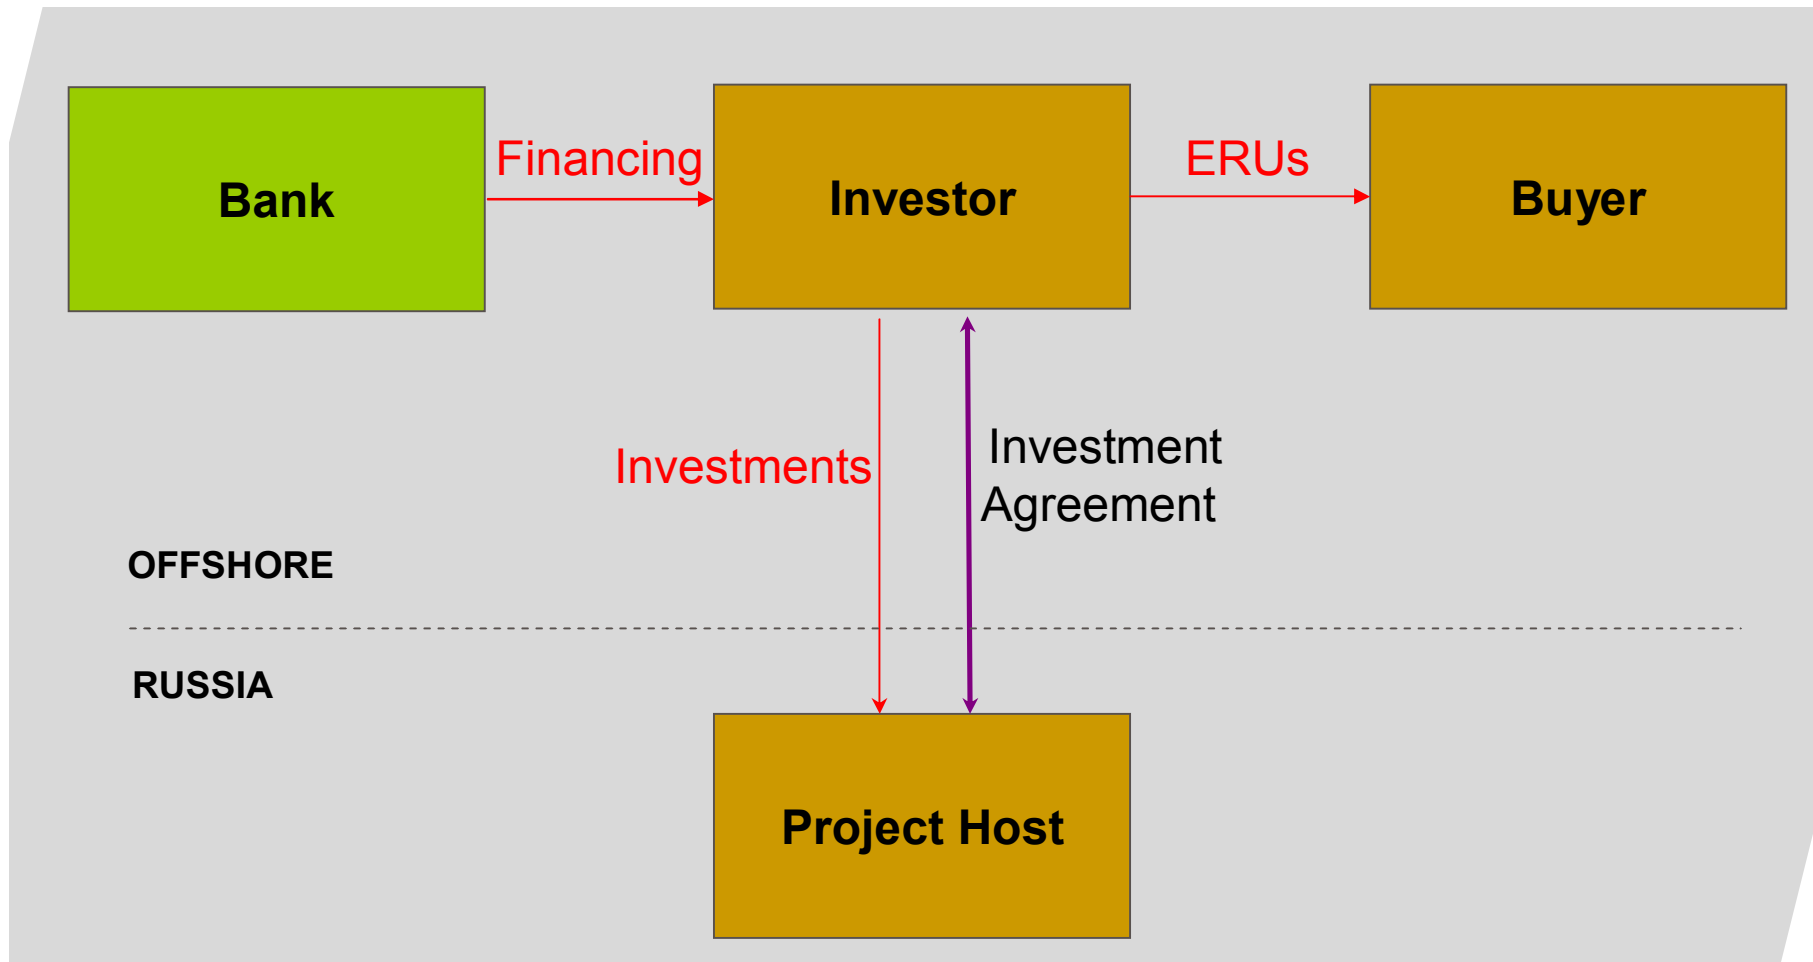 Bank
Financing
Investor
ERUs
Buyer
Investments
Investment
Agreement
OFFSHORE
RUSSIA
Project Host